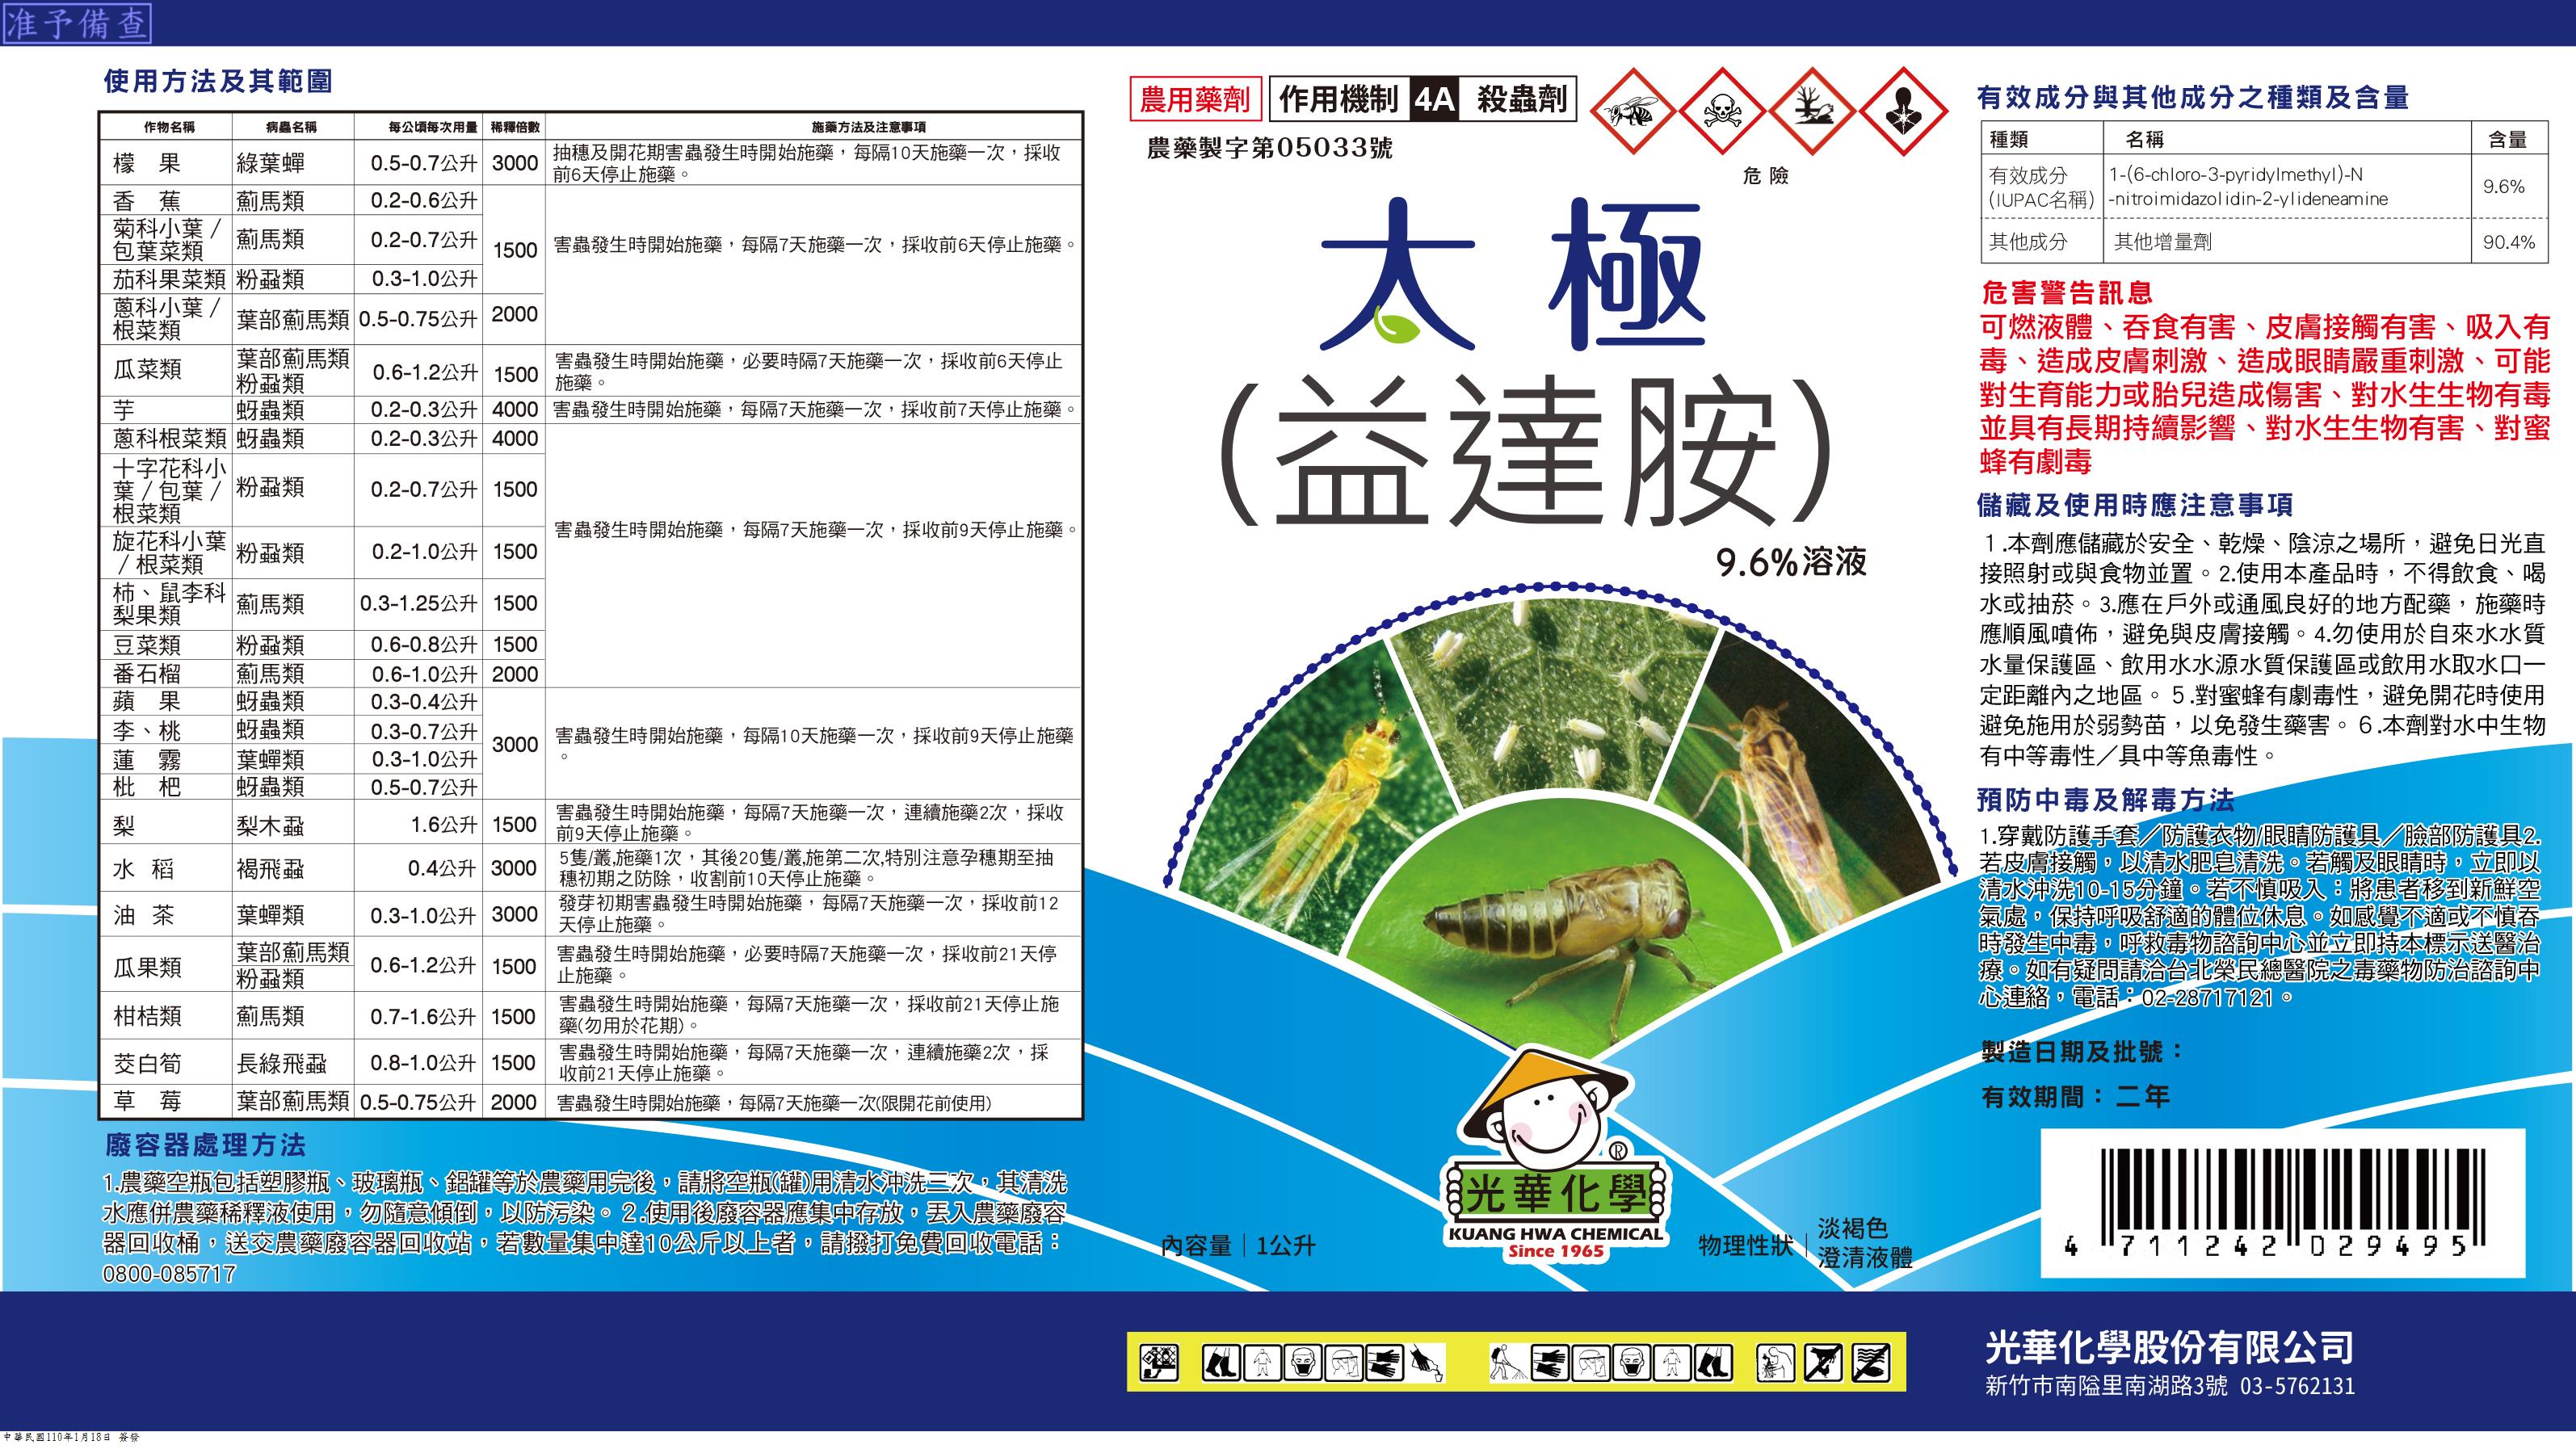 准予備查
使用方法及其範圍
作物名稱 病蟲名稱 每公頃每次用量 稀釋倍數 施藥方法及注意事項
檬 果 綠葉蟬 0.5-0.7公升 3000 抽穗及開花期害蟲發生時開始施藥，每隔10天施藥一次，採收
前6天停止施藥。
香 蕉 薊馬類 0.2-0.6公升
菊科小葉/
包葉菜類 薊馬類 0.2-0.7公升
1500 害蟲發生時開始施藥，每隔7天施藥一次，採收前6天停止施藥。
茄科果菜類 粉蝨類 0.3-1.0公升
蔥科小葉/
根菜類 葉部薊馬類 0.5-0.75公升 2000
瓜菜類 葉部薊馬類
粉蝨類 0.6-1.2公升 1500 害蟲發生時開始施藥，必要時隔7天施藥一次，採收前6天停止
施藥。
芋 蚜蟲類 0.2-0.3公升 4000 害蟲發生時開始施藥，每隔7天施藥一次，採收前7天停止施藥。
蔥科根菜類 蚜蟲類 0.2-0.3公升 4000
十字花科小
葉/包葉/
根菜類 粉蝨類 0.2-0.7公升 1500
害蟲發生時開始施藥，每隔7天施藥一次，採收前9天停止施藥。
旋花科小葉
/根菜類 粉蝨類 0.2-1.0公升 1500
柿、鼠李科
梨果類 薊馬類 0.3-1.25公升 1500
豆菜類 粉蝨類 0.6-0.8公升 1500
番石榴 薊馬類 0.6-1.0公升 2000
蘋 果 蚜蟲類 0.3-0.4公升
李、桃 蚜蟲類 0.3-0.7公升
3000 害蟲發生時開始施藥，每隔10天施藥一次，採收前9天停止施藥
。
蓮 霧 葉蟬類 0.3-1.0公升
枇 杷 蚜蟲類 0.5-0.7公升
梨 梨木蝨 1.6公升 1500 害蟲發生時開始施藥，每隔7天施藥一次，連續施藥2次，採收
前9天停止施藥。
水 稻 褐飛蝨 0.4公升 3000 5隻/叢,施藥1次，其後20隻/叢,施第二次,特別注意孕穗期至抽
穗初期之防除，收割前10天停止施藥。
油 茶 葉蟬類 0.3-1.0公升 3000 發芽初期害蟲發生時開始施藥，每隔7天施藥一次，採收前12
天停止施藥。
瓜果類 葉部薊馬類
粉蝨類 0.6-1.2公升 1500 害蟲發生時開始施藥，必要時隔7天施藥一次，採收前21天停
止施藥。
柑桔類 薊馬類 0.7-1.6公升 1500 害蟲發生時開始施藥，每隔7天施藥一次，採收前21天停止施
藥(勿用於花期)。
茭白筍 長綠飛蝨 0.8-1.0公升 1500 害蟲發生時開始施藥，每隔7天施藥一次，連續施藥2次，採
收前21天停止施藥。
草 莓 葉部薊馬類 0.5-0.75公升 2000 害蟲發生時開始施藥，每隔7天施藥一次(限開花前使用)
廢容器處理方法
1.農藥空瓶包括塑膠瓶、玻璃瓶、鋁罐等於農藥用完後，請將空瓶(罐)用清水沖洗三次，其清洗
水應併農藥稀釋液使用，勿隨意傾倒，以防污染。2.使用後廢容器應集中存放，丟入農藥廢容
器回收桶，送交農藥廢容器回收站，若數量集中達10公斤以上者，請撥打免費回收電話：
0800-085717
農用藥劑 作用機制 4A 殺蟲劑
農藥製字第05033號
危險
太極
(益達胺)
9.6%溶液
光華化學®
KUANG HWA CHEMICAL
Since 1965
內容量|1公升
物理性狀|淡褐色
澄清液體
有效成分與其他成分之種類及含量
種類 名稱 含量
有效成分
(IUPAC名稱) 1-(6-chloro-3-pyridylmethyl)-N
-nitroimidazolidin-2-ylideneamine 9.6%
其他成分 其他增量劑 90.4%
危害警告訊息
可燃液體、吞食有害、皮膚接觸有害、吸入有
毒、造成皮膚刺激、造成眼睛嚴重刺激、可能
對生育能力或胎兒造成傷害、對水生生物有毒
並具有長期持續影響、對水生生物有害、對蜜
蜂有劇毒
儲藏及使用時應注意事項
1.本劑應儲藏於安全、乾燥、陰涼之場所，避免日光直
接照射或與食物並置。2.使用本產品時，不得飲食、喝
水或抽菸。3.應在戶外或通風良好的地方配藥，施藥時
應順風噴佈，避免與皮膚接觸。4.勿使用於自來水水質
水量保護區、飲用水水源水質保護區或飲用水取水口一
定距離內之地區。5.對蜜蜂有劇毒性，避免開花時使用
避免施用於弱勢苗，以免發生藥害。6.本劑對水中生物
有中等毒性／具中等魚毒性。
預防中毒及解毒方法
1.穿戴防護手套／防護衣物/眼睛防護具／臉部防護具2.
若皮膚接觸，以清水肥皂清洗。若觸及眼睛時，立即以
清水沖洗10-15分鐘。若不慎吸入：將患者移到新鮮空
氣處，保持呼吸舒適的體位休息。如感覺不適或不慎吞
時發生中毒，呼救毒物諮詢中心並立即持本標示送醫治
療。如有疑問請洽台北榮民總醫院之毒藥物防治諮詢中
心連絡，電話：02-28717121。
製造日期及批號：
有效期間：二年
4 711242 029495
光華化學股份有限公司
新竹市南隘里南湖路3號 03-5762131
中華民國110年1月18日 簽發